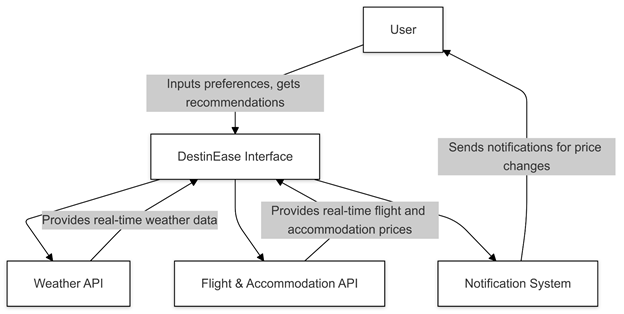 User
Inputs preferences, gets
recommendations
DestinEase Interface
Sends notifications for price
changes
Provides real-time weather data
Provides real-time flight and
accommodation prices
Weather API
Flight & Accommodation API
Notification System